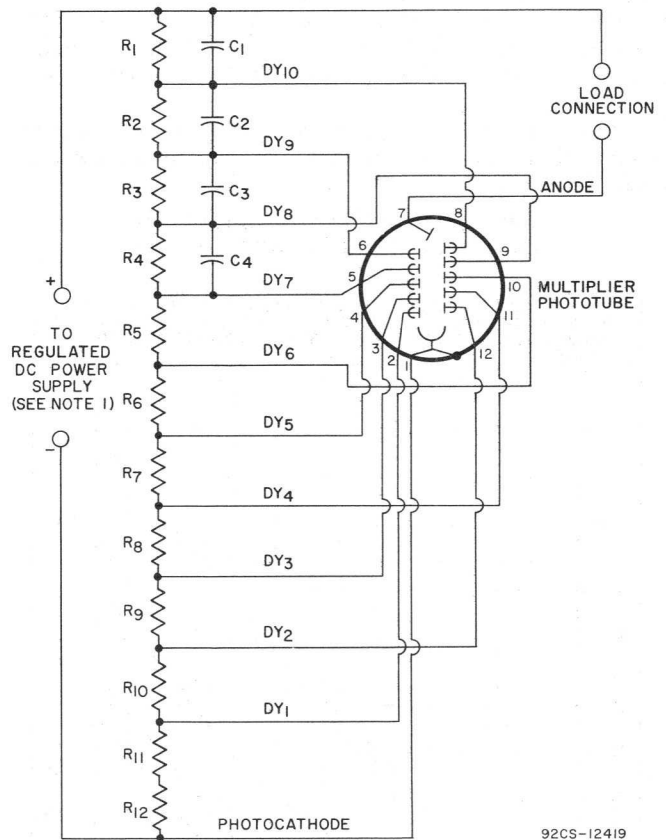 R1
C1
DY10
LOAD
CONNECTION
R2
C2
DY9
R3
C3
ANODE
DY8
7
8
6
9
R4
C4
5
10
DY7
MULTIPLIER
PHOTOTUBE
+
4
11
TO
REGULATED
DC POWER
SUPPLY
(SEE NOTE 1)
R5
3
2
1
12
DY6
R6
–
DY5
R7
DY4
R8
DY3
R9
DY2
R10
DY1
R11
R12
PHOTOCATHODE
92CS-12419